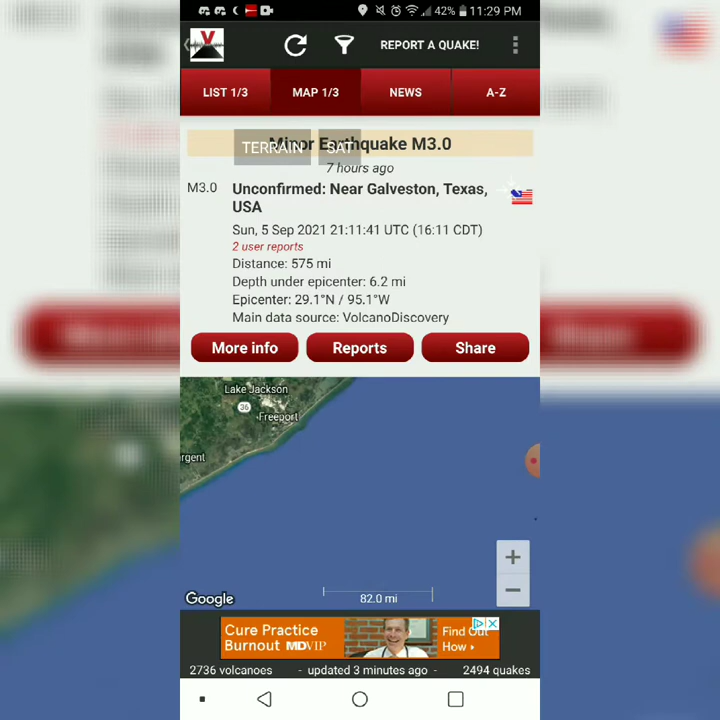 42% 11:29 PM
V
REPORT A QUAKE!
LIST 1/3 MAP 1/3 NEWS A-Z
Minor Earthquake M3.0
TERRAIN SAT
7 hours ago
M3.0 Unconfirmed: Near Galveston, Texas,
USA
Sun, 5 Sep 2021 21:11:41 UTC (16:11 CDT)
2 user reports
Distance: 575 mi
Depth under epicenter: 6.2 mi
Epicenter: 29.1°N / 95.1°W
Main data source: VolcanoDiscovery
More info Reports Share
Lake Jackson
36
Freeport
rgent
Google 82.0 mi
Cure Practice
Burnout MDVIP
Find Out
How ›
2736 volcanoes - updated 3 minutes ago - 2494 quakes